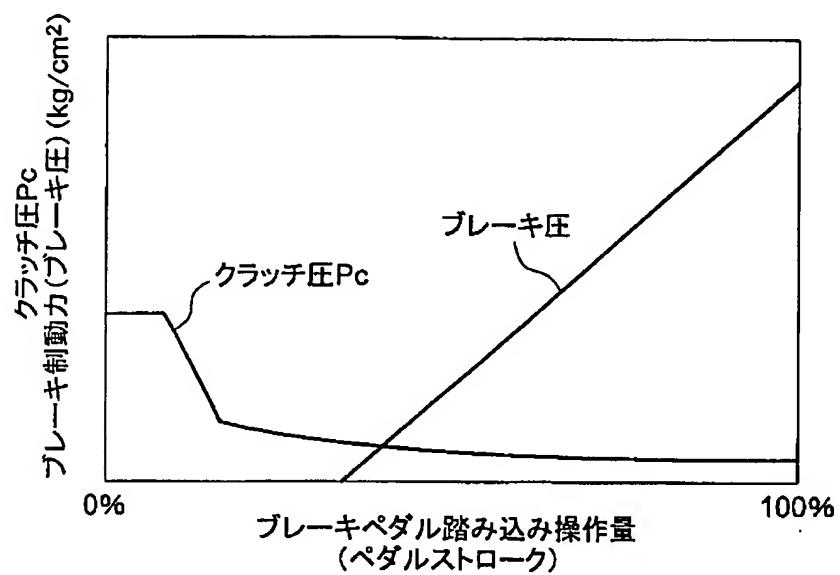 クラッチ圧Pc
ブレーキ制動力(ブレーキ圧)(kg/cm²)
ブレーキ圧
クラッチ圧Pc
0%
100%
ブレーキペダル踏み込み操作量
(ペダルストローク)